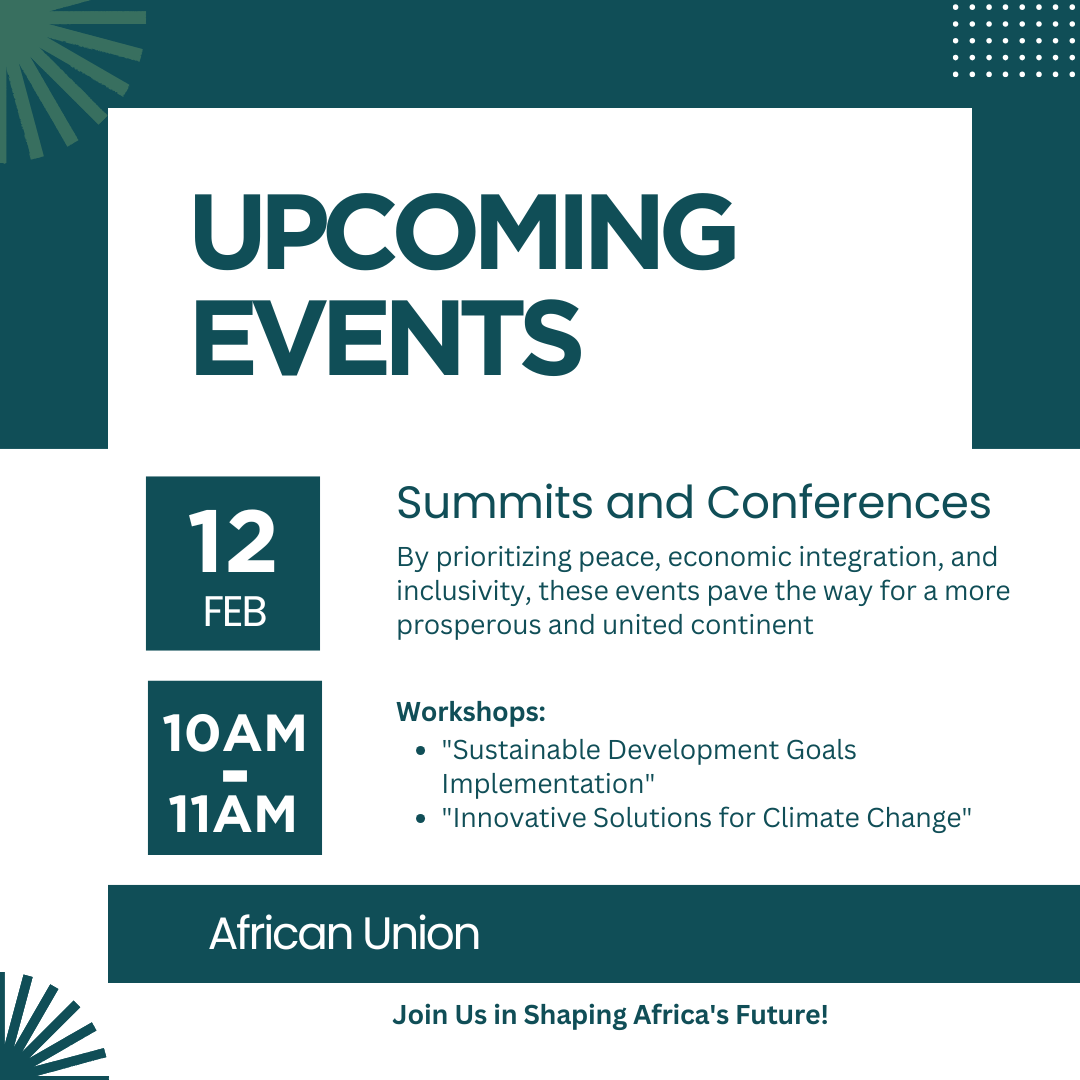 UPCOMING
EVENTS
12
FEB
Summits and Conferences
By prioritizing peace, economic integration, and
inclusivity, these events pave the way for a more
prosperous and united continent
10AM
-
11AM
Workshops:
• "Sustainable Development Goals
Implementation"
• "Innovative Solutions for Climate Change"
African Union
Join Us in Shaping Africa's Future!